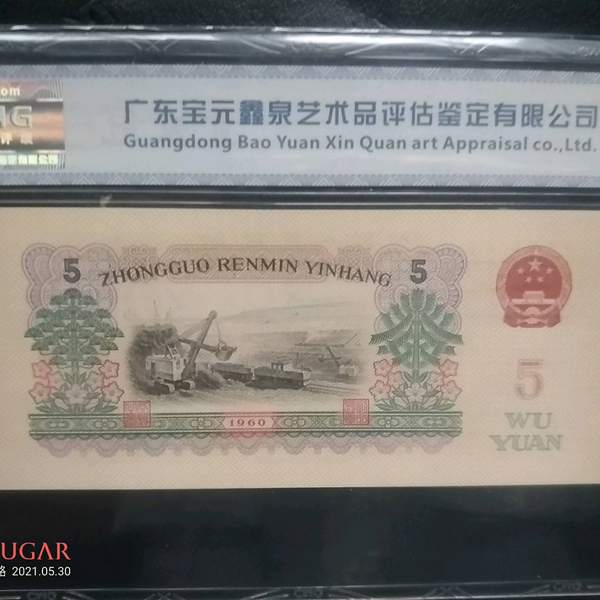 com
广东宝元鑫泉艺术品评估鉴定有限公司
Guangdong Bao Yuan Xin Quan art Appraisal co.,Ltd.
5 ZHONGGUO RENMIN YINHANG 5
5
WU
YUAN
1960
UGAR
2021.05.30